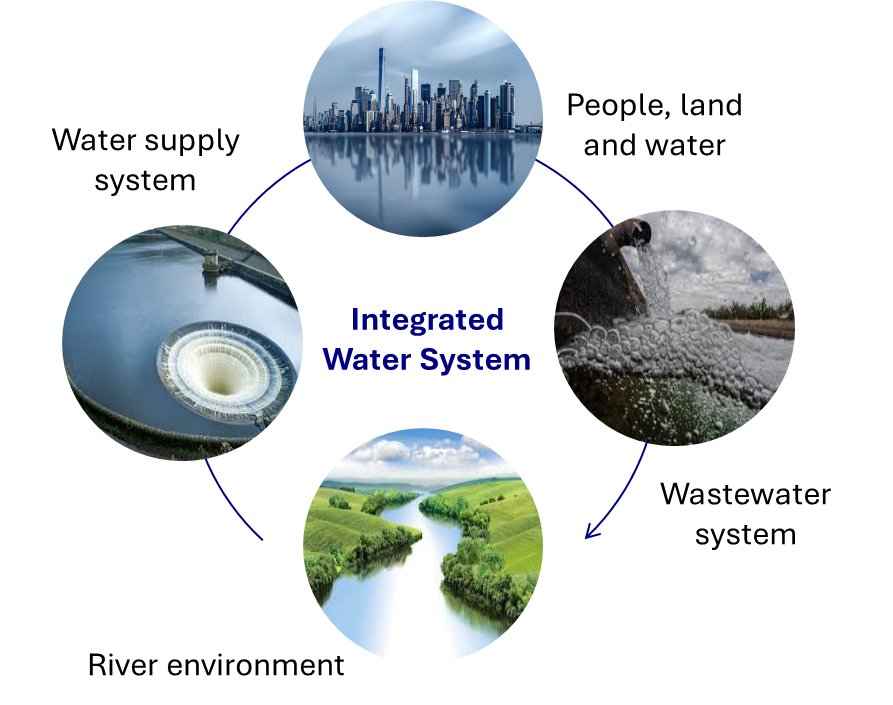 People, land
and water
Water supply
system
Integrated
Water System
Wastewater
system
River environment